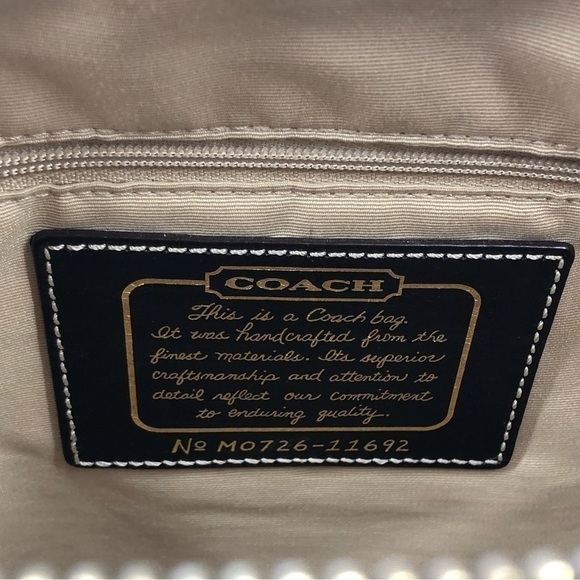 COACH
This is a Coach bag.
It was handcrafted from the
finest materials. Its superior
craftsmanship and attention to
detail reflect our commitment
to enduring quality.
Nº M0726-11692